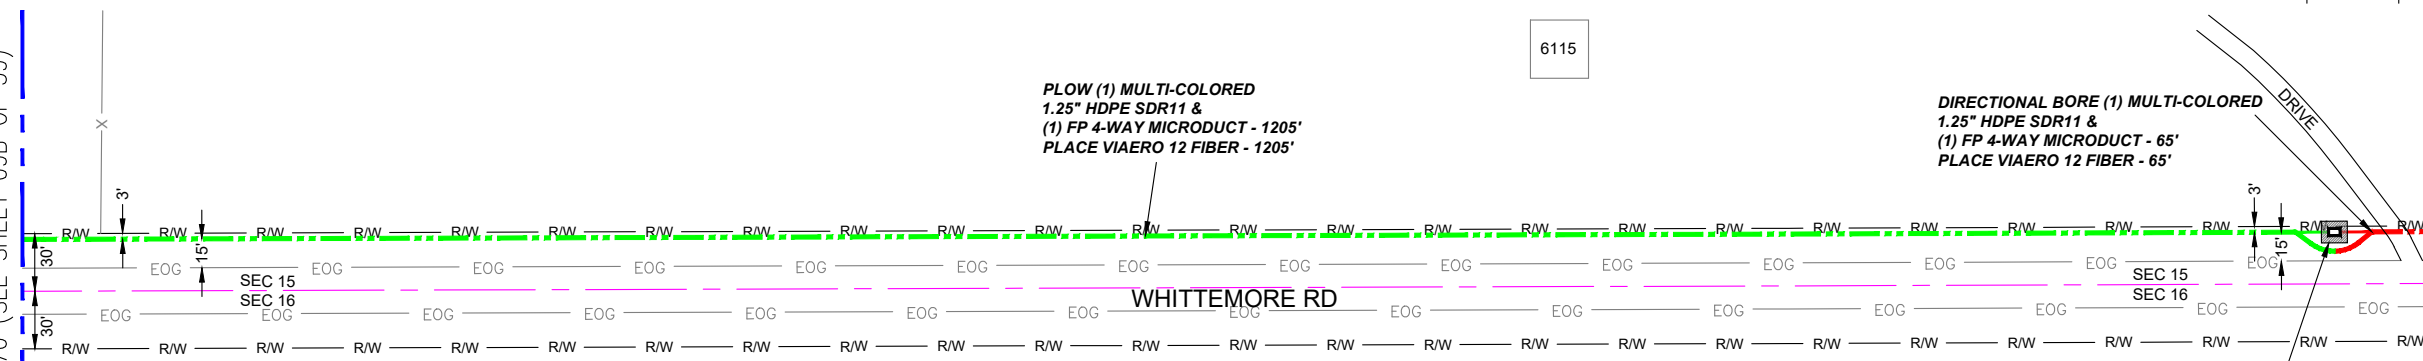 6115
PLOW (1) MULTI-COLORED
1.25" HDPE SDR11 &
(1) FP 4-WAY MICRODUCT - 1205'
PLACE VIAERO 12 FIBER - 1205'
DIRECTIONAL BORE (1) MULTI-COLORED
1.25" HDPE SDR11 &
(1) FP 4-WAY MICRODUCT - 65'
PLACE VIAERO 12 FIBER - 65'
DRIVE
X
3'
3'
R/W R/W R/W R/W R/W R/W R/W R/W R/W R/W R/W R/W R/W R/W R/W R/W R/W R/W R/W R/W R/W R/W R/W R/W R/W
30'
15'
15'
EOG EOG EOG EOG EOG EOG EOG EOG EOG EOG EOG EOG EOG EOG
SEC 15
SEC 15
SEC 16
SEC 16
WHITTEMORE RD
30'
EOG EOG EOG EOG EOG EOG EOG EOG EOG EOG EOG EOG EOG EOG EOG
R/W R/W R/W R/W R/W R/W R/W R/W R/W R/W R/W R/W R/W R/W R/W R/W R/W R/W R/W R/W R/W R/W R/W R/W R/W